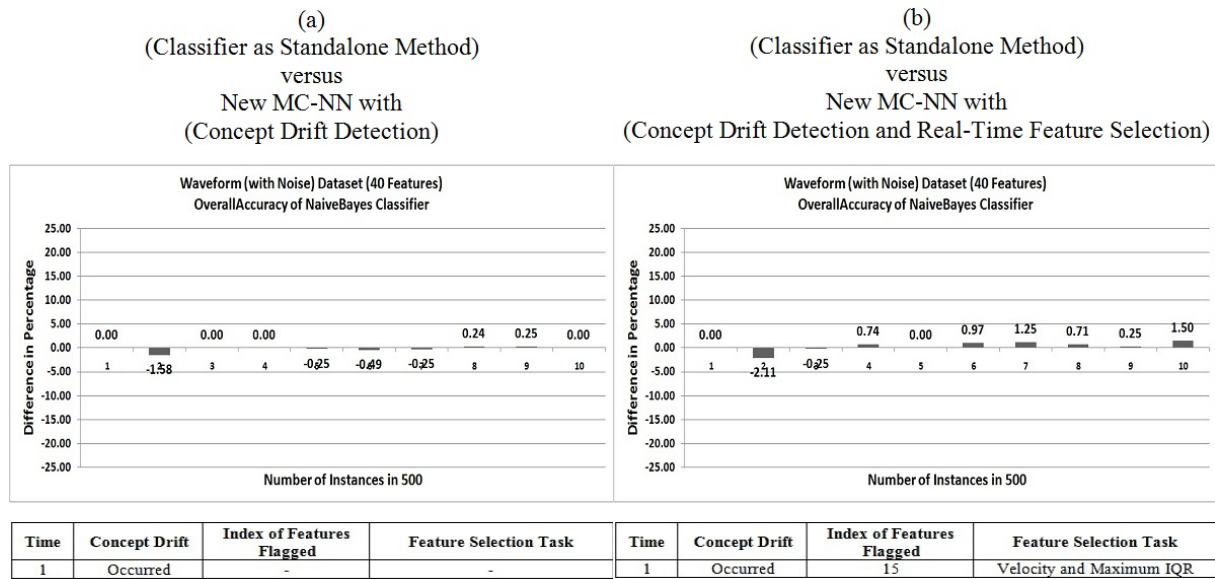 (a)
(Classifier as Standalone Method)
versus
New MC-NN with
(Concept Drift Detection)
Waveform (with Noise) Dataset (40 Features)
OverallAccuracy of NaiveBayes Classifier
Difference in Percentage
25.00
20.00
15.00
10.00
5.00
0.00
-5.00
-10.00
-15.00
-20.00
-25.00
0.00
-1.58
0.00
0.00
-0.25
-0.49
-0.25
0.24
0.25
0.00
1 2 3 4 5 6 7 8 9 10
Number of Instances in 500
Time Concept Drift Index of Features Flagged Feature Selection Task
1 Occurred - -
(b)
(Classifier as Standalone Method)
versus
New MC-NN with
(Concept Drift Detection and Real-Time Feature Selection)
Waveform (with Noise) Dataset (40 Features)
OverallAccuracy of NaiveBayes Classifier
Difference in Percentage
25.00
20.00
15.00
10.00
5.00
0.00
-5.00
-10.00
-15.00
-20.00
-25.00
0.00
-2.11
-0.25
0.74
0.00
0.97
1.25
0.71
0.25
1.50
1 2 3 4 5 6 7 8 9 10
Number of Instances in 500
Time Concept Drift Index of Features Flagged Feature Selection Task
1 Occurred 15 Velocity and Maximum IQR